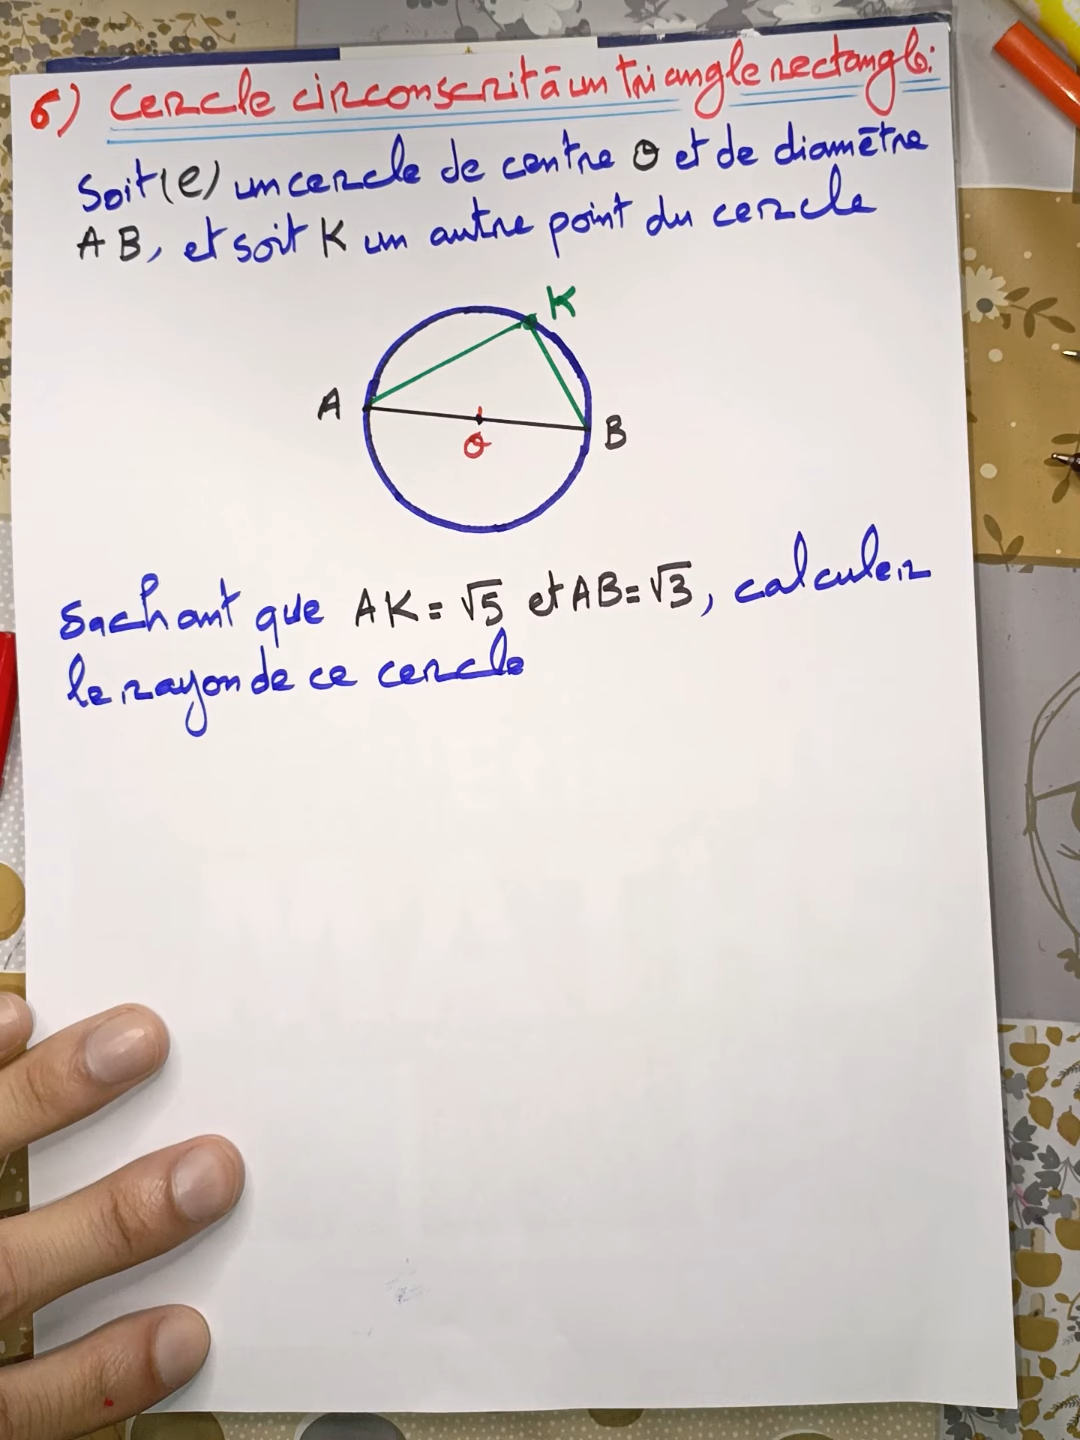 6) Cercle circonscrit à un triangle rectangle:
Soit (C) un cercle de centre O et de diamètre
AB, et soit K un autre point du cercle
K
A
O
B
Sachant que AK = √5 et AB = √3, calculer
le rayon de ce cercle